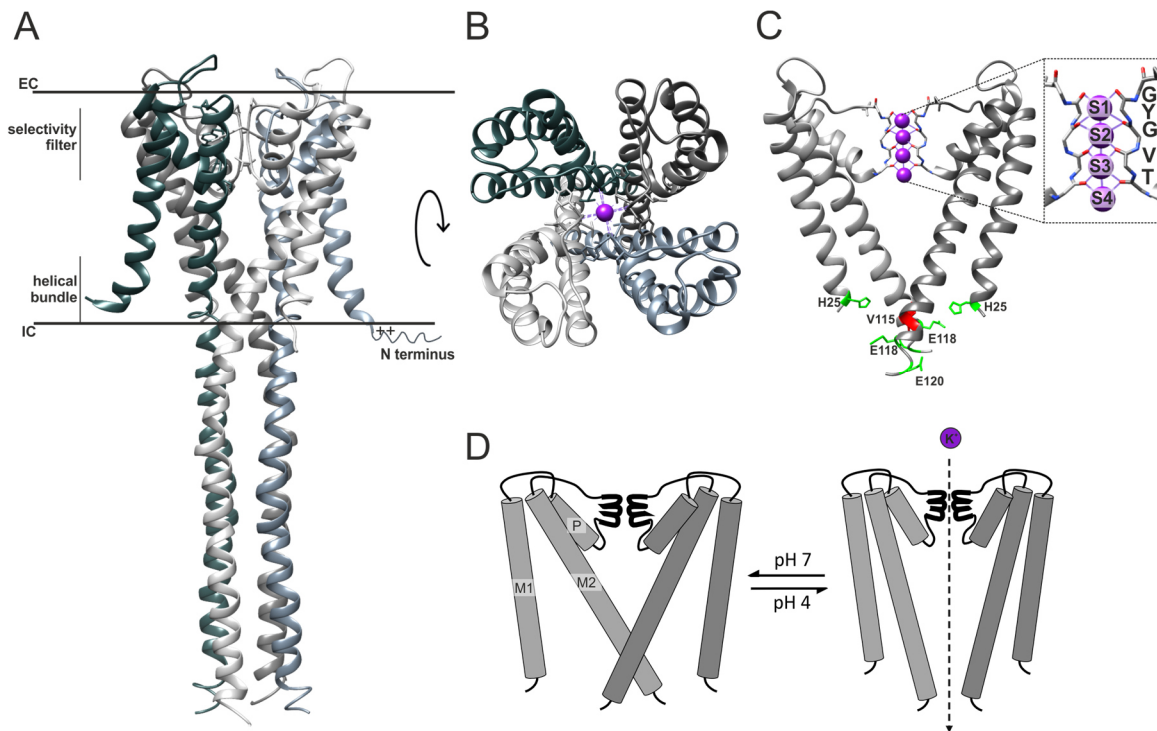 A
EC
selectivity
filter
helical
bundle
IC
++
N terminus
B
C
S1
S2
S3
S4
G
Y
G
V
T
H25
V115
E118
E118
E120
H25
D
P
M1
M2
pH 7
pH 4
K+